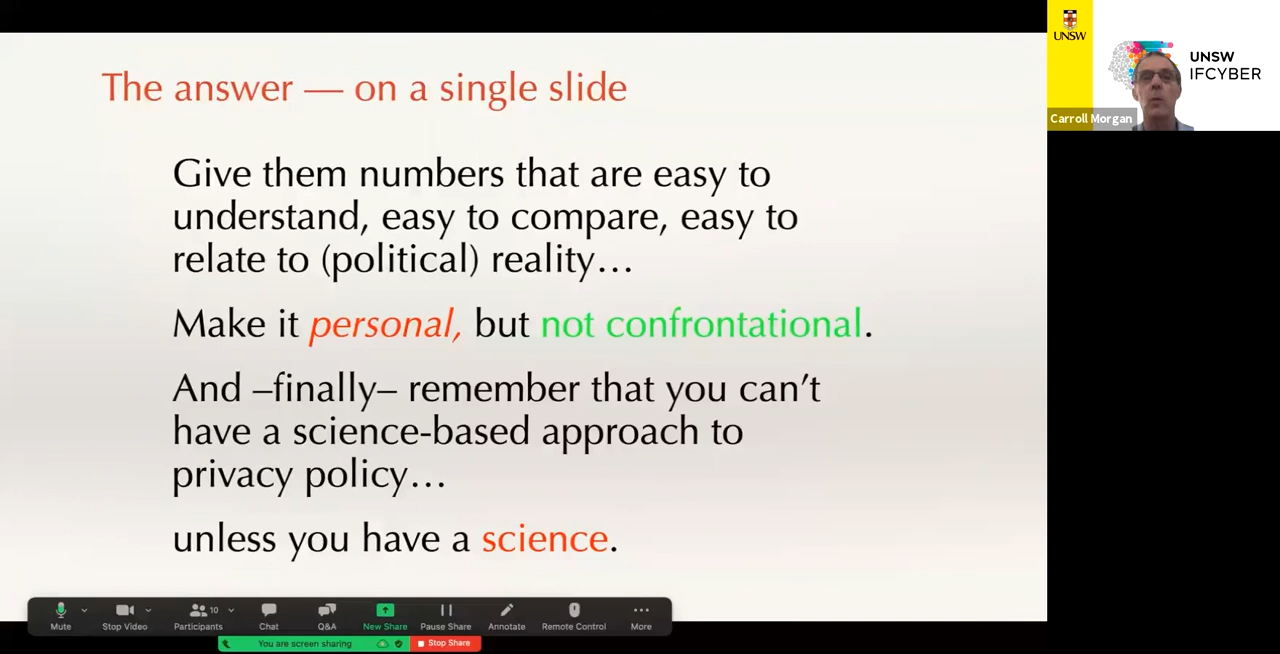 The answer — on a single slide
Give them numbers that are easy to
understand, easy to compare, easy to
relate to (political) reality…
Make it personal, but not confrontational.
And –finally– remember that you can’t
have a science-based approach to
privacy policy…
unless you have a science.
UNSW
UNSW
IFCYBER
Carroll Morgan
10
Mute
Stop Video
Participants
Chat
Q&A
New Share
Pause Share
Annotate
Remote Control
More
You are screen sharing
Stop Share